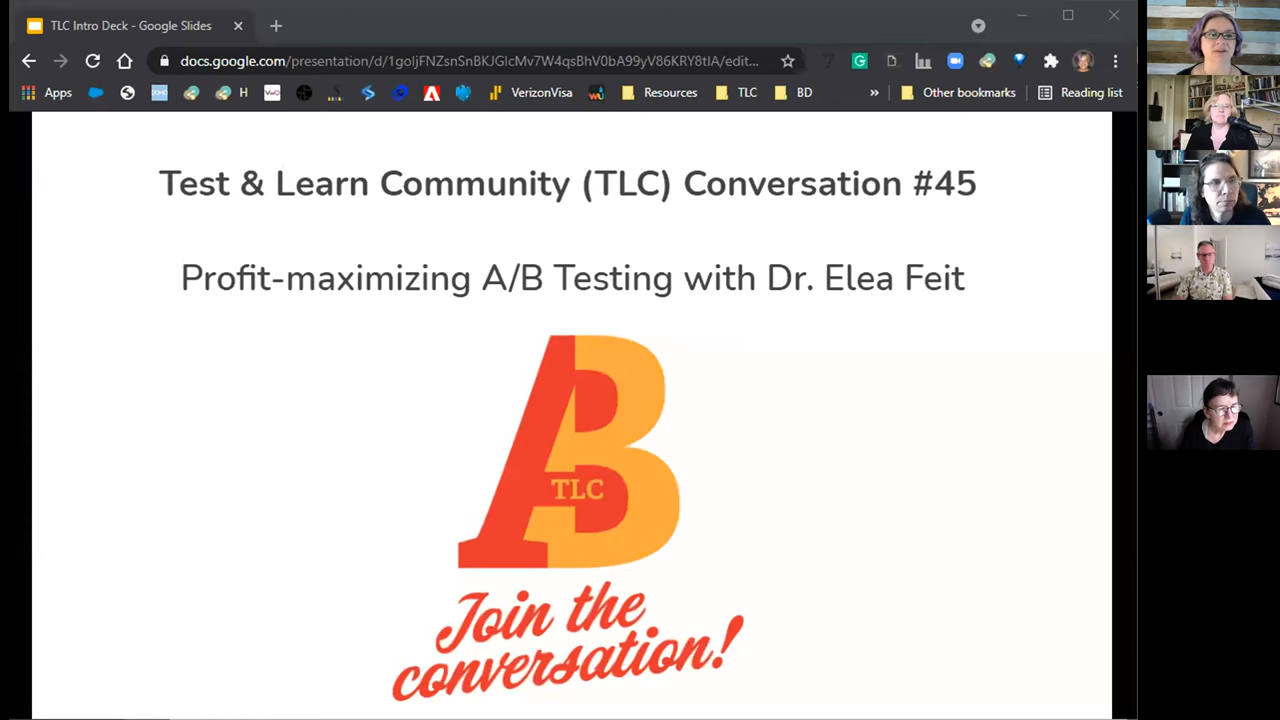 TLC Intro Deck - Google Slides
docs.google.com/presentation/d/1goIjFNZsnSnBKJGlcMv7W4qsBhV0bA99yV86KRY8tIA/edit...
Apps
H
VerizonVisa
Resources
TLC
BD
»
Other bookmarks
Reading list
Test & Learn Community (TLC) Conversation #45
Profit-maximizing A/B Testing with Dr. Elea Feit
AB
TLC
Join the
conversation!